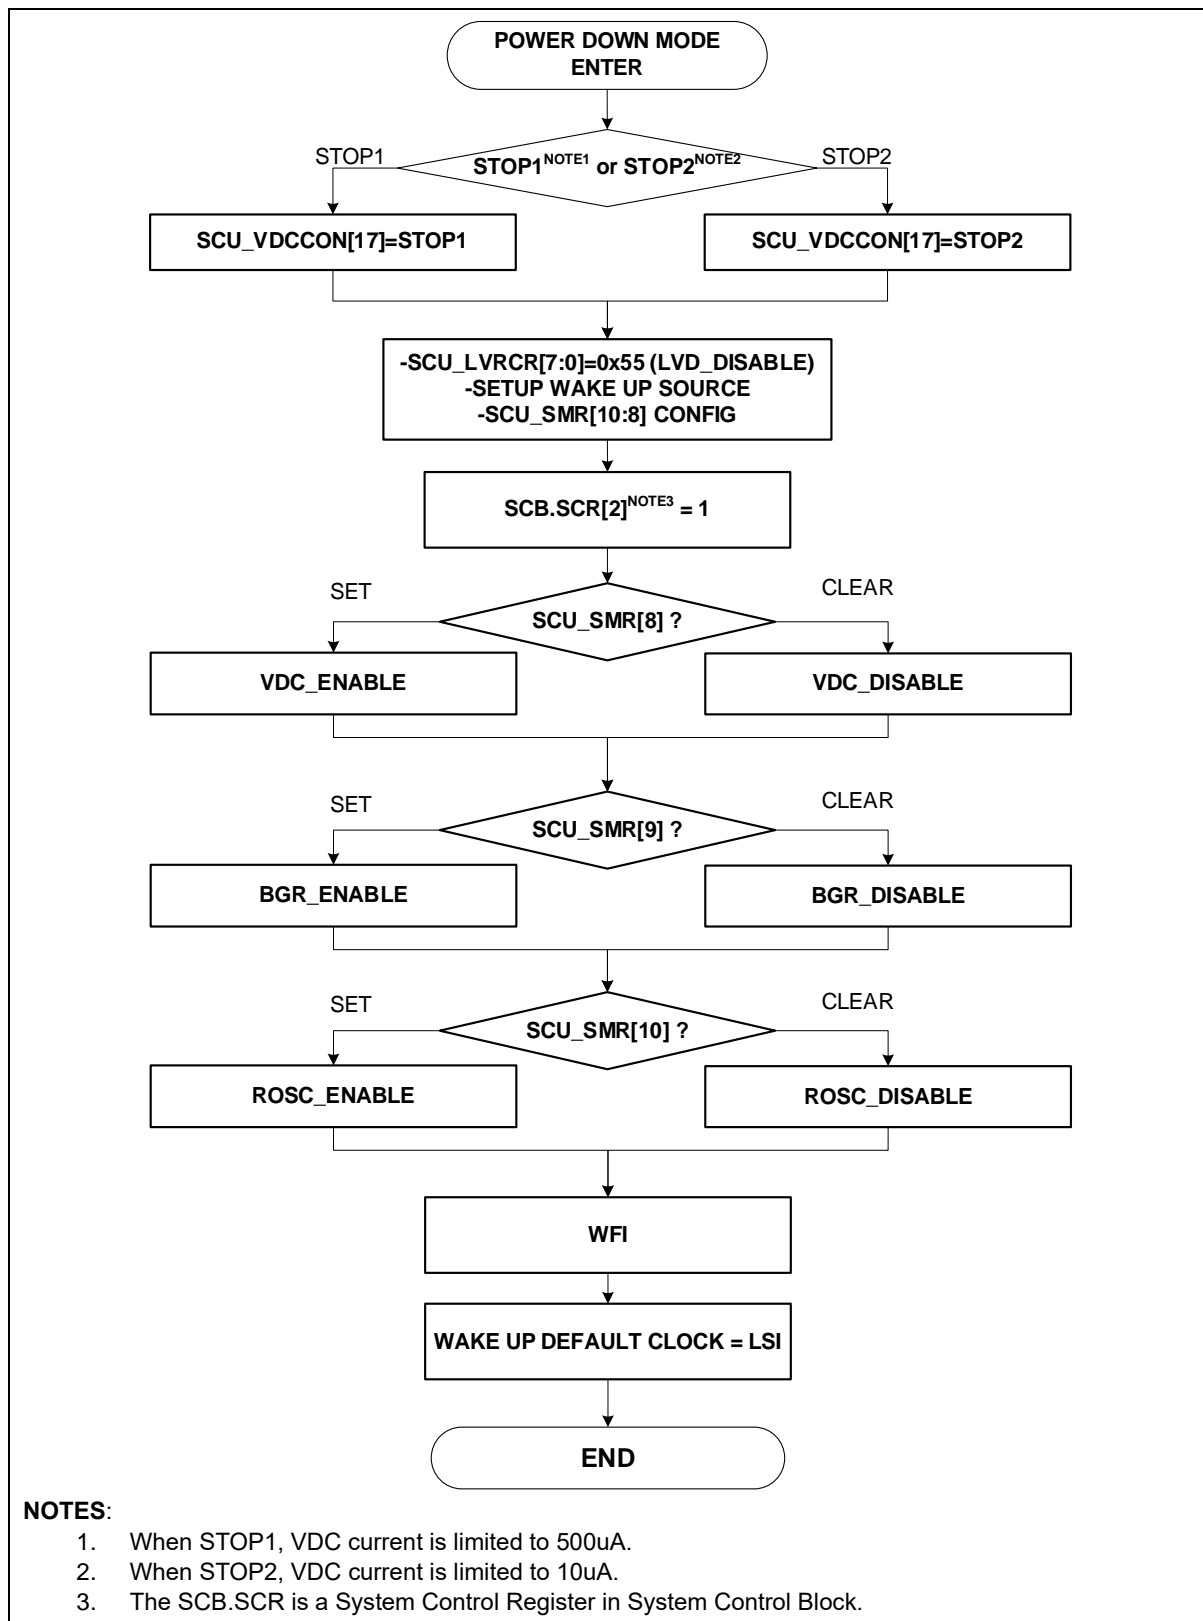 POWER DOWN MODE
ENTER
STOP1
STOP1NOTE1 or STOP2NOTE2
STOP2
SCU_VDCCON[17]=STOP1
SCU_VDCCON[17]=STOP2
-SCU_LVRCR[7:0]=0x55 (LVD_DISABLE)
-SETUP WAKE UP SOURCE
-SCU_SMR[10:8] CONFIG
SCB.SCR[2]NOTE3 = 1
SET
CLEAR
SCU_SMR[8] ?
VDC_ENABLE
VDC_DISABLE
SET
CLEAR
SCU_SMR[9] ?
BGR_ENABLE
BGR_DISABLE
SET
CLEAR
SCU_SMR[10] ?
ROSC_ENABLE
ROSC_DISABLE
WFI
WAKE UP DEFAULT CLOCK = LSI
END
NOTES:
1. When STOP1, VDC current is limited to 500uA.
2. When STOP2, VDC current is limited to 10uA.
3. The SCB.SCR is a System Control Register in System Control Block.